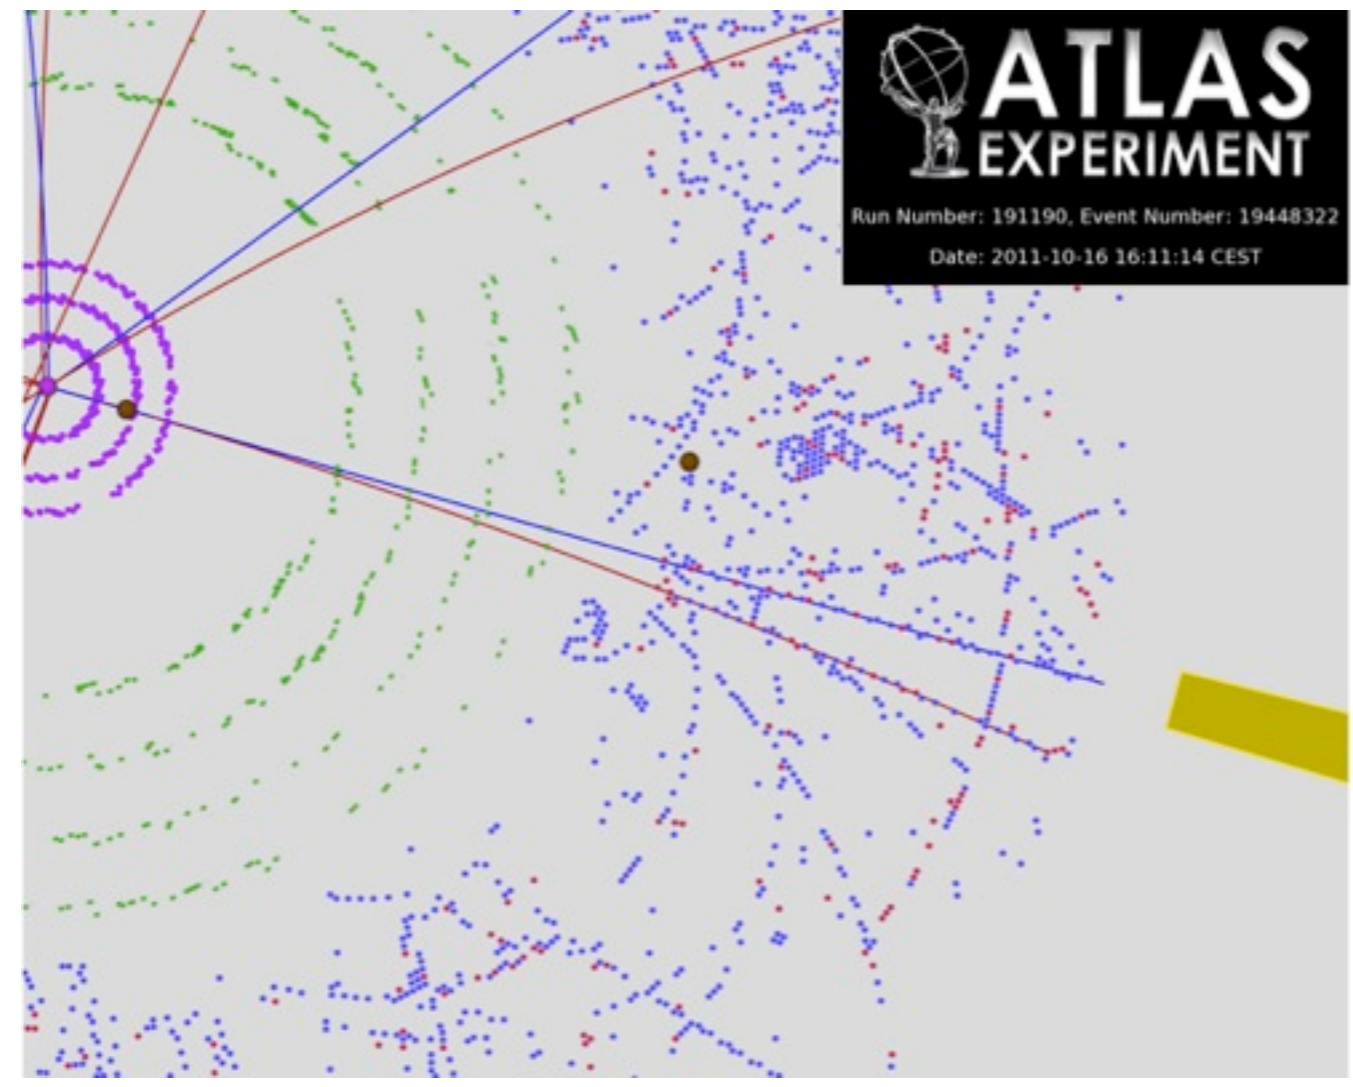 ATLAS
EXPERIMENT
Run Number: 191190, Event Number: 19448322
Date: 2011-10-16 16:11:14 CEST